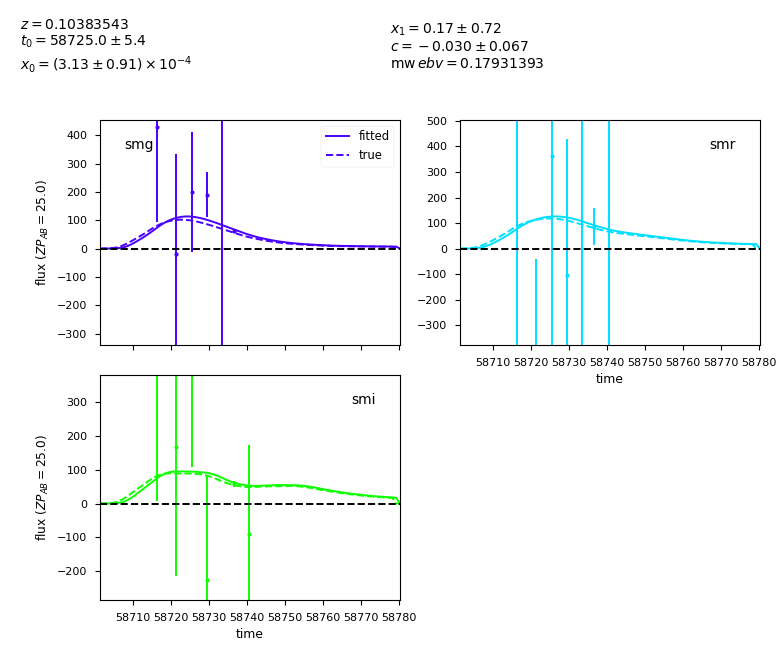 z = 0.10383543
t₀ = 58725.0 ± 5.4
x₀ = (3.13 ± 0.91) × 10⁻⁴
x₁ = 0.17 ± 0.72
c = −0.030 ± 0.067
mw ebv = 0.17931393
smg
fitted
true
400
300
200
100
0
−100
−200
−300
flux (ZP_AB = 25.0)
smr
500
400
300
200
100
0
−100
−200
−300
58710 58720 58730 58740 58750 58760 58770 58780
time
smi
300
200
100
0
−100
−200
flux (ZP_AB = 25.0)
58710 58720 58730 58740 58750 58760 58770 58780
time